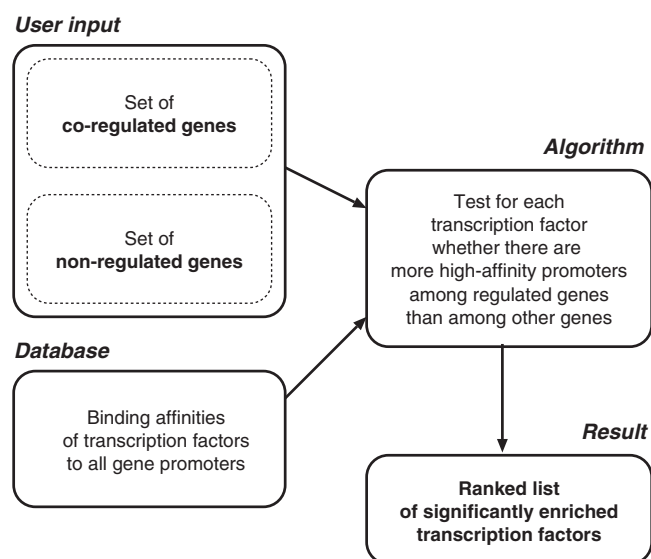 User input
Set of
co-regulated genes
Set of
non-regulated genes
Database
Binding affinities
of transcription factors
to all gene promoters
Algorithm
Test for each
transcription factor
whether there are
more high-affinity promoters
among regulated genes
than among other genes
Result
Ranked list
of significantly enriched
transcription factors